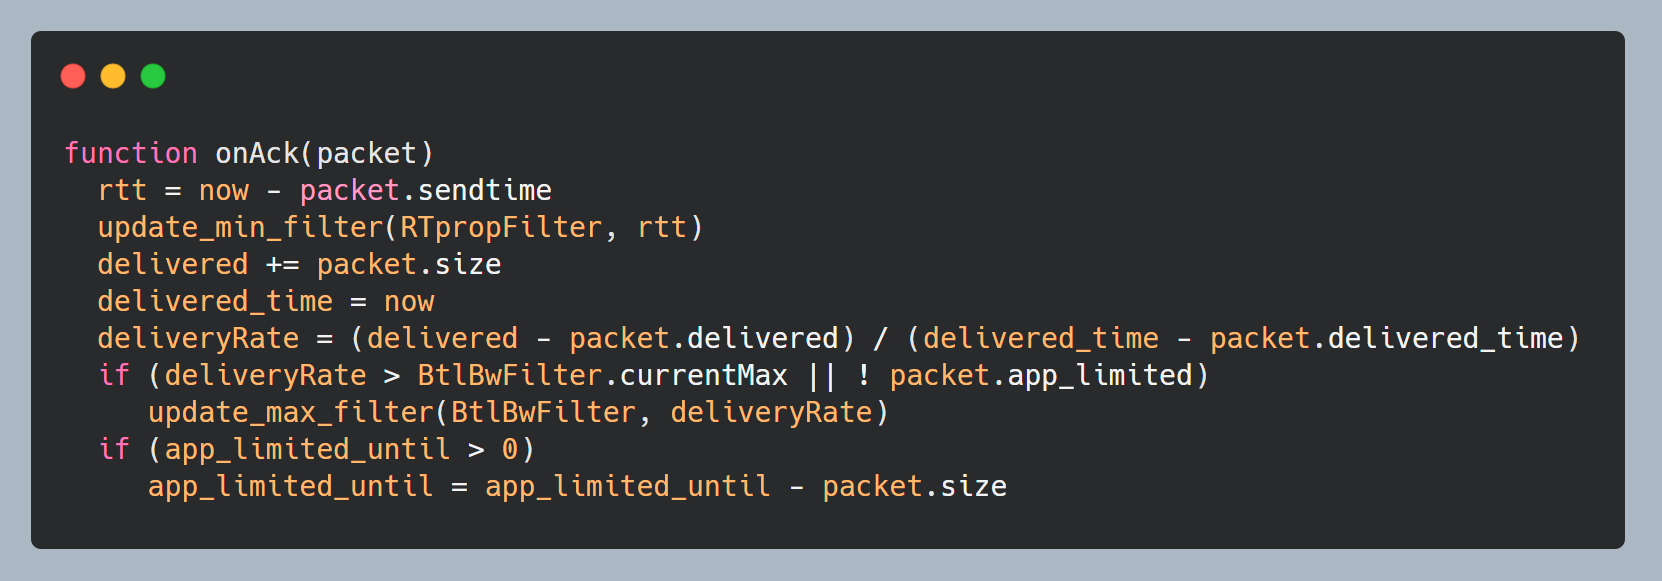 function onAck(packet)
  rtt = now - packet.sendtime
  update_min_filter(RTpropFilter, rtt)
  delivered += packet.size
  delivered_time = now
  deliveryRate = (delivered - packet.delivered) / (delivered_time - packet.delivered_time)
  if (deliveryRate > BtlBwFilter.currentMax || ! packet.app_limited)
     update_max_filter(BtlBwFilter, deliveryRate)
  if (app_limited_until > 0)
     app_limited_until = app_limited_until - packet.size